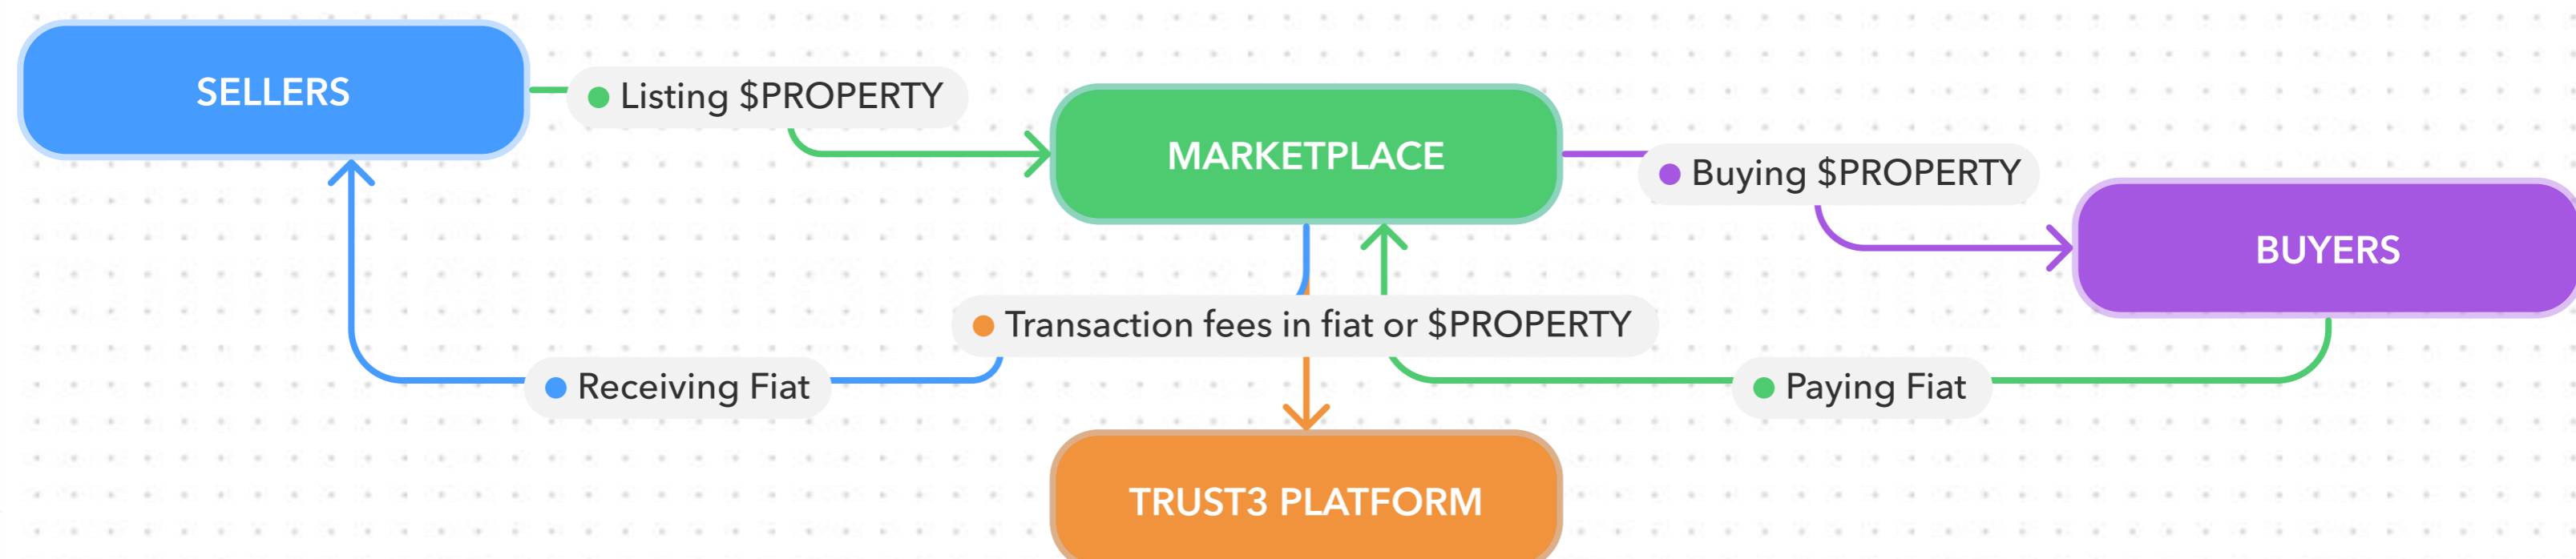 SELLERS
Listing $PROPERTY
MARKETPLACE
Buying $PROPERTY
BUYERS
Transaction fees in fiat or $PROPERTY
Receiving Fiat
Paying Fiat
TRUST3 PLATFORM